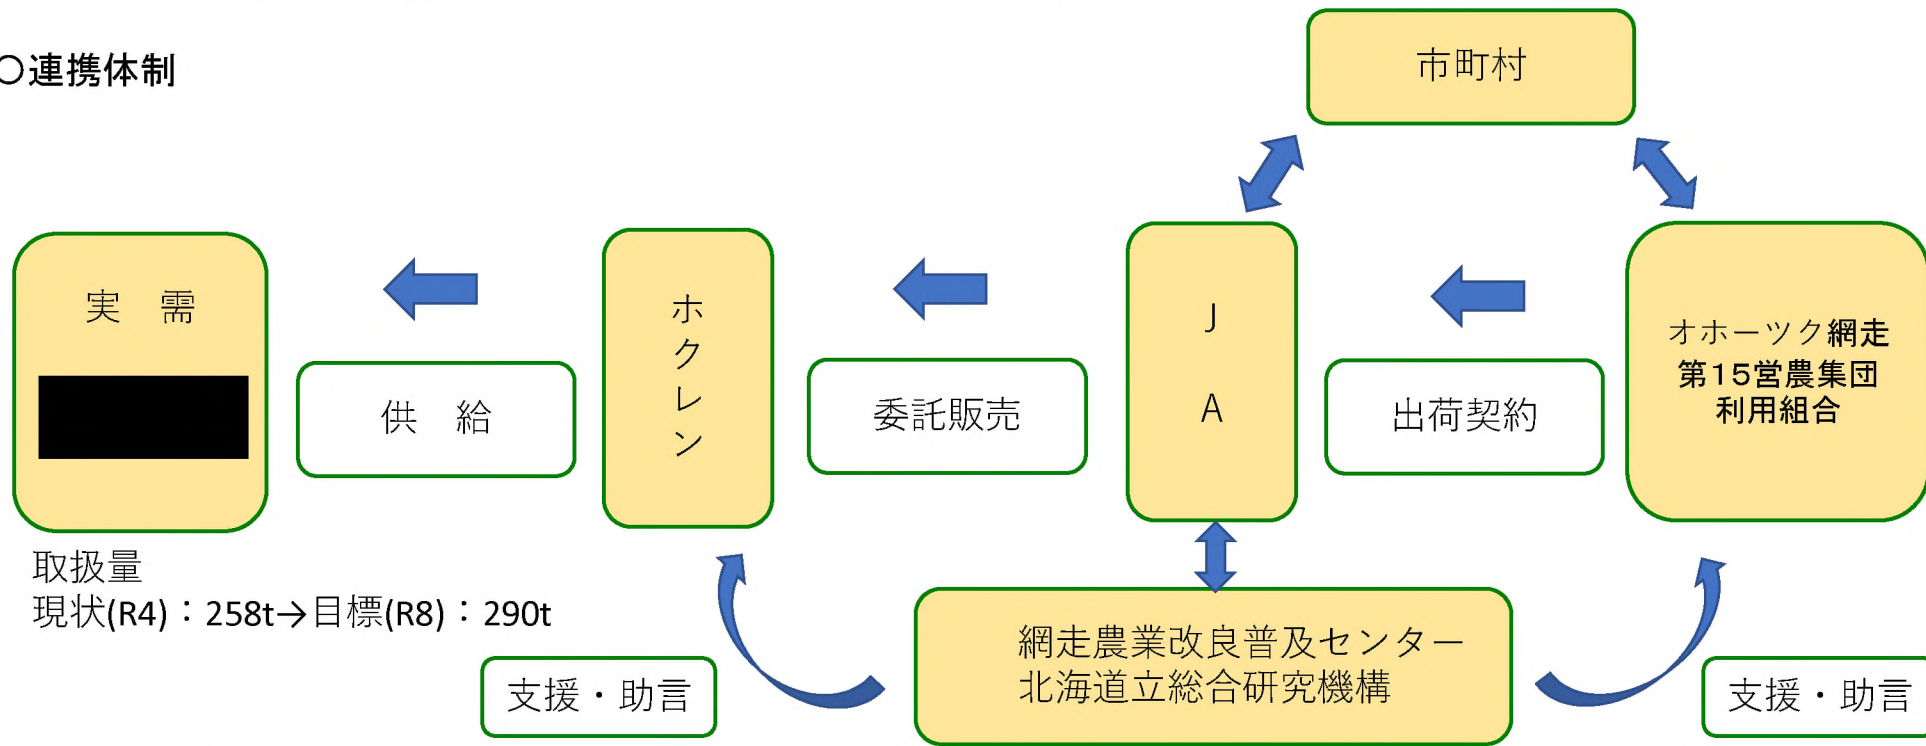 ○連携体制
市町村
実　需
供　給
ホクレン
委託販売
J A
出荷契約
オホーツク網走
第15営農集団
利用組合
取扱量
現状(R4)：258t→目標(R8)：290t
支援・助言
網走農業改良普及センター
北海道立総合研究機構
支援・助言